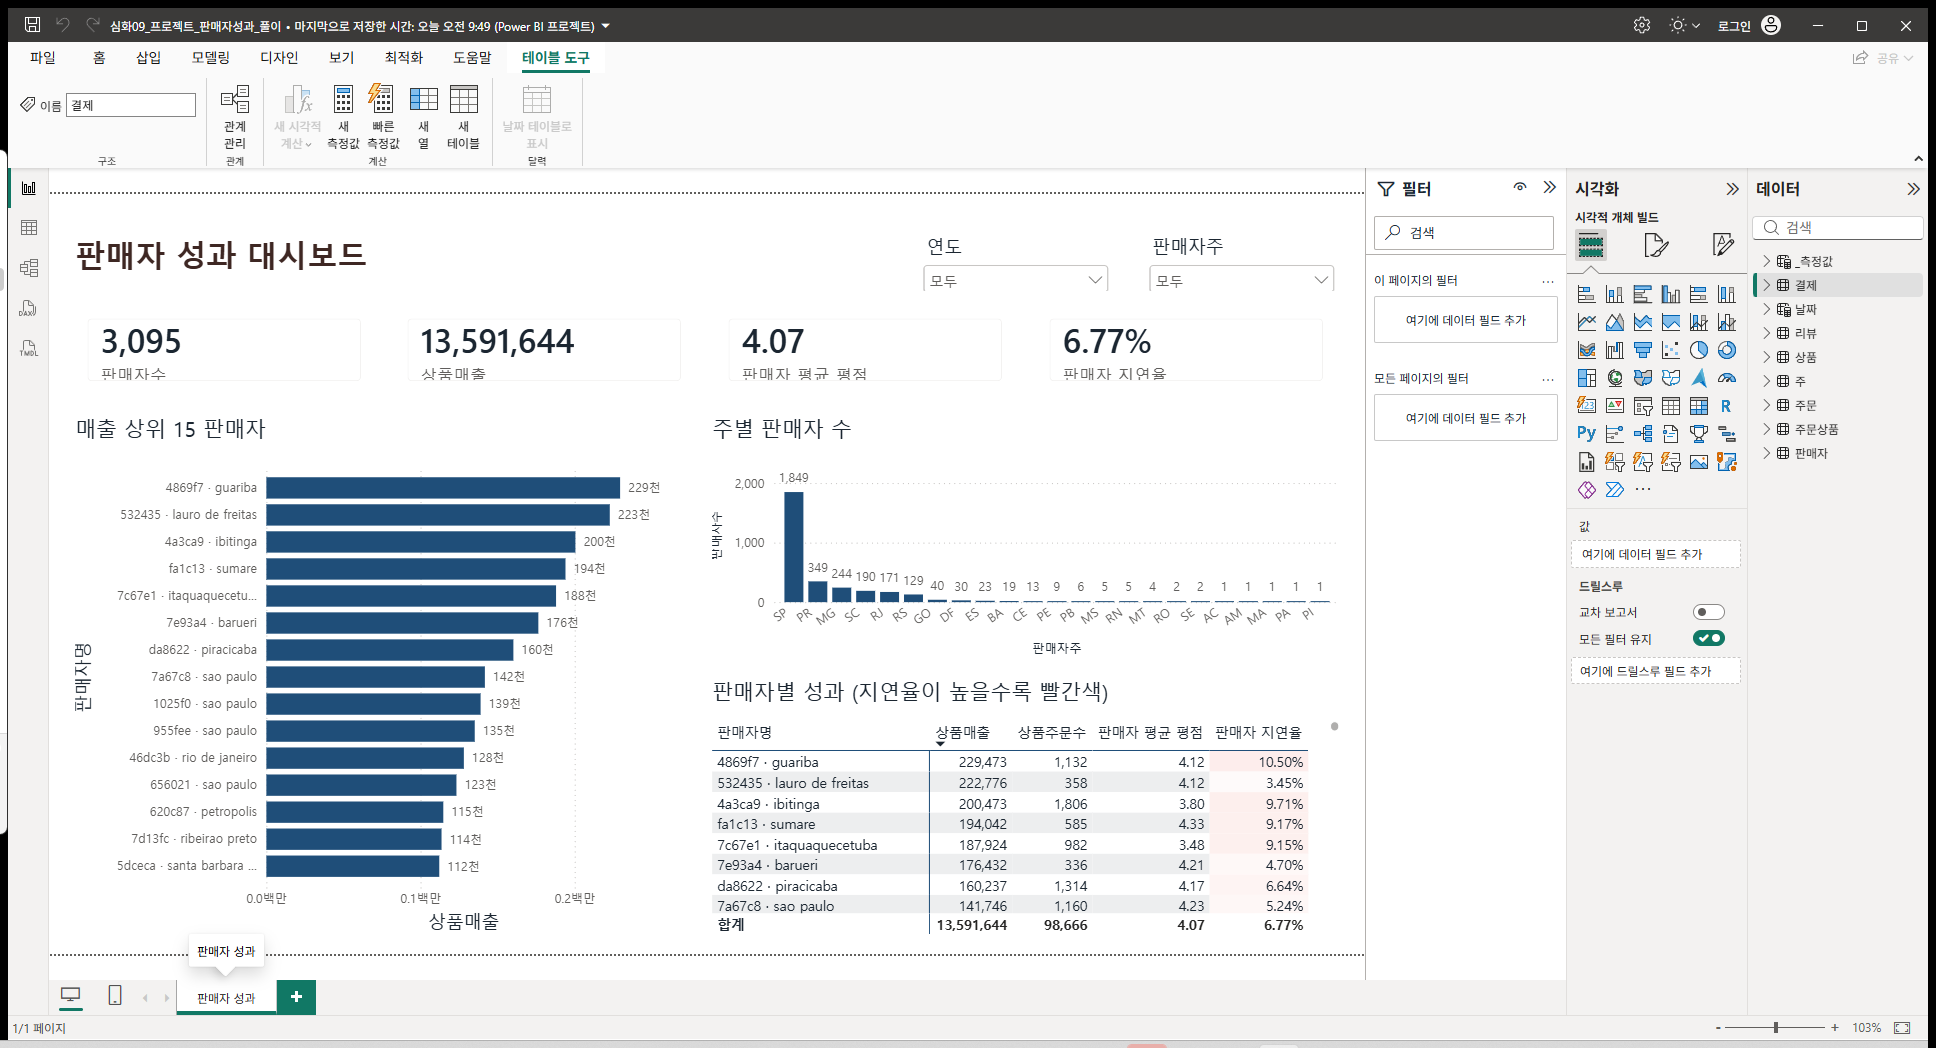 심화09_프로젝트_판매자성과_풀이 • 마지막으로 저장한 시간: 오늘 오전 9:49 (Power BI 프로젝트)
로그인
파일 홈 삽입 모델링 디자인 보기 최적화 도움말 테이블 도구
공유
이름 결제
관계 관리
새 시각적 계산
새 측정값
빠른 측정값
새 열
새 테이블
날짜 테이블로 표시
구조 관계 계산 달력
판매자 성과 대시보드
연도
모두
판매자주
모두
3,095
판매자수
13,591,644
상품매출
4.07
판매자 평균 평점
6.77%
판매자 지연율
매출 상위 15 판매자
판매자명
4869f7 · guariba 229천
532435 · lauro de freitas 223천
4a3ca9 · ibitinga 200천
fa1c13 · sumare 194천
7c67e1 · itaquaquecetu... 188천
7e93a4 · barueri 176천
da8622 · piracicaba 160천
7a67c8 · sao paulo 142천
1025f0 · sao paulo 139천
955fee · sao paulo 135천
46dc3b · rio de janeiro 128천
656021 · sao paulo 123천
620c87 · petropolis 115천
7d13fc · ribeirao preto 114천
5dceca · santa barbara ... 112천
0.0백만 0.1백만 0.2백만
상품매출
주별 판매자 수
판매자수
2,000
1,000
0
1,849 349 244 190 171 129 40 30 23 19 13 9 6 5 5 4 2 2 1 1 1 1 1
SP PR MG SC RJ RS GO DF ES BA CE PE PB MS RN MT RO SE AC AM MA PA PI
판매자주
판매자별 성과 (지연율이 높을수록 빨간색)
판매자명 상품매출 상품주문수 판매자 평균 평점 판매자 지연율
4869f7 · guariba 229,473 1,132 4.12 10.50%
532435 · lauro de freitas 222,776 358 4.12 3.45%
4a3ca9 · ibitinga 200,473 1,806 3.80 9.71%
fa1c13 · sumare 194,042 585 4.33 9.17%
7c67e1 · itaquaquecetuba 187,924 982 3.48 9.15%
7e93a4 · barueri 176,432 336 4.21 4.70%
da8622 · piracicaba 160,237 1,314 4.17 6.64%
7a67c8 · sao paulo 141,746 1,160 4.23 5.24%
합계 13,591,644 98,666 4.07 6.77%
필터
검색
이 페이지의 필터 ...
여기에 데이터 필드 추가
모든 페이지의 필터 ...
여기에 데이터 필드 추가
시각화
시각적 개체 빌드
값
여기에 데이터 필드 추가
드릴스루
교차 보고서
모든 필터 유지
여기에 드릴스루 필드 추가
데이터
검색
_측정값
결제
날짜
리뷰
상품
주
주문
주문상품
판매자
DAX
TMDL
123
R
Py
판매자 성과
판매자 성과
+
1/1 페이지
- + 103%